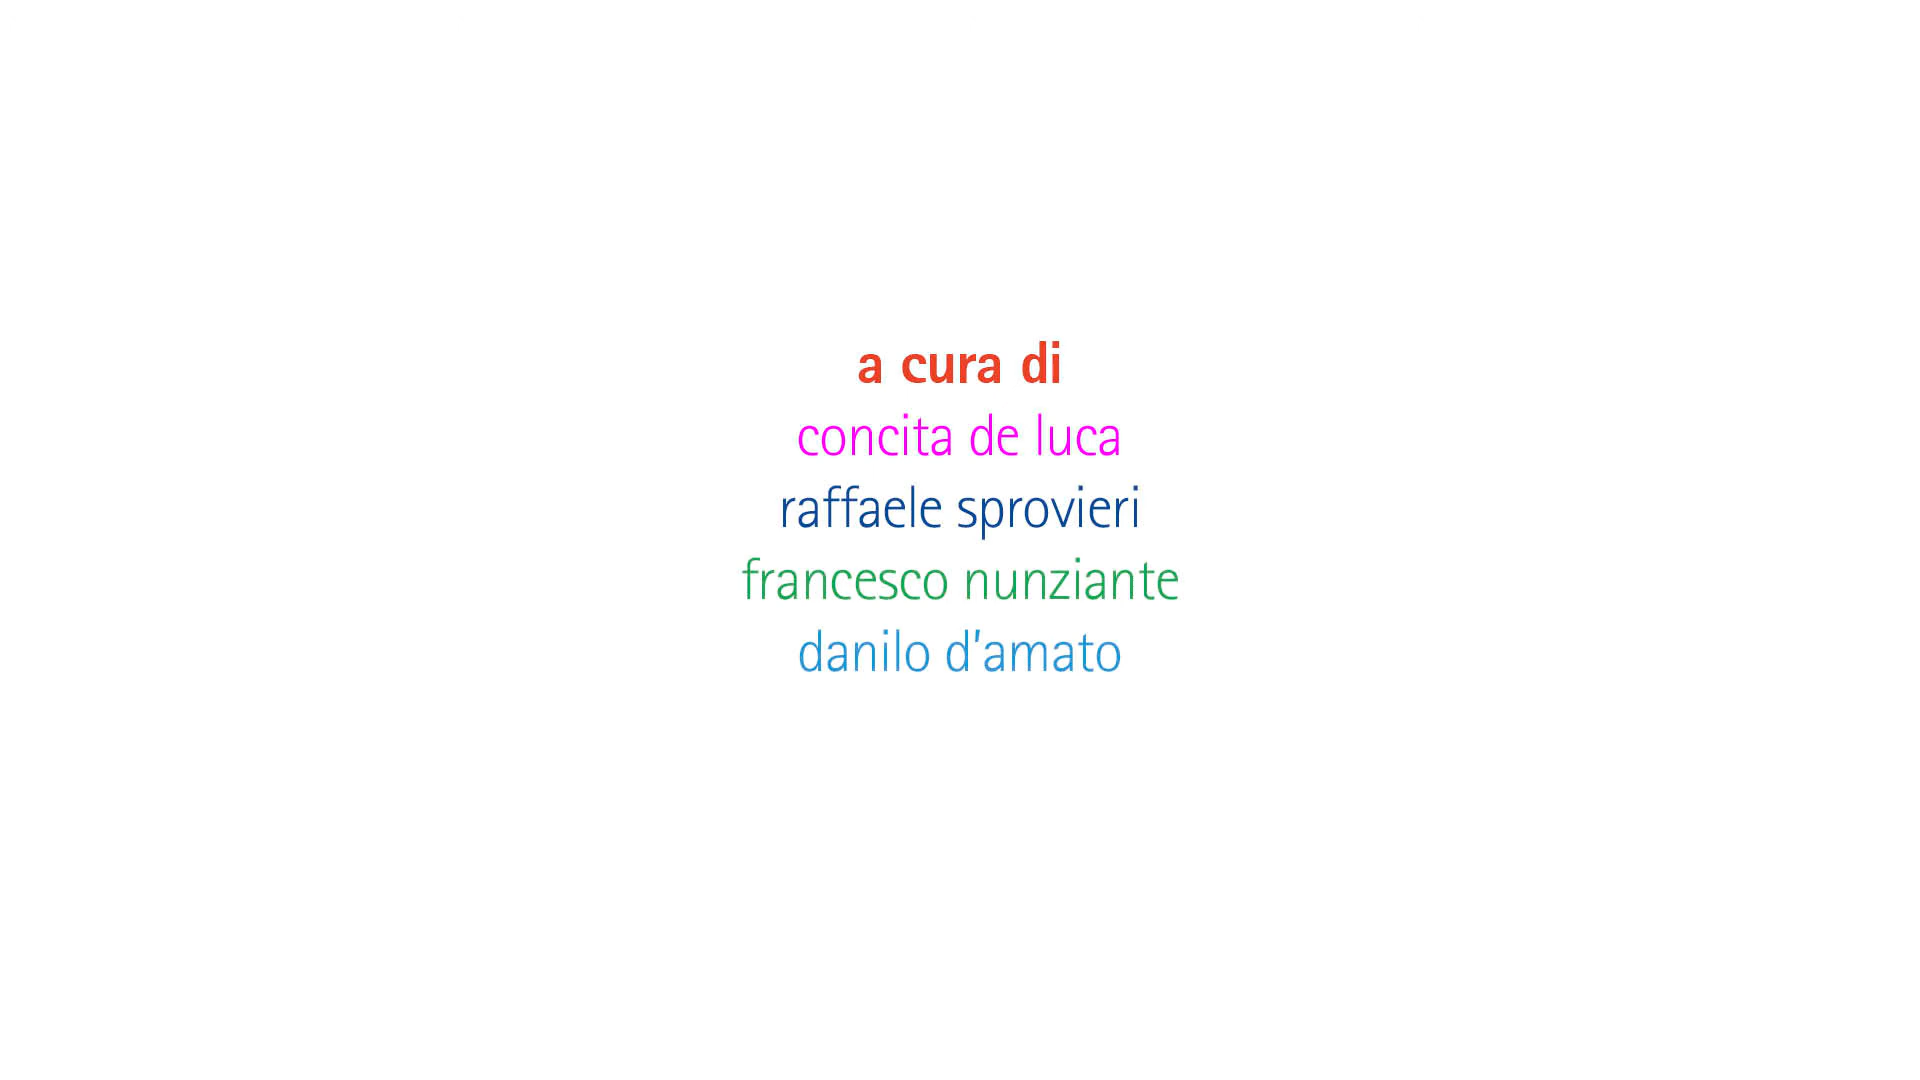 a cura di
concita de luca
raffaele sprovieri
francesco nunziante
danilo d’amato